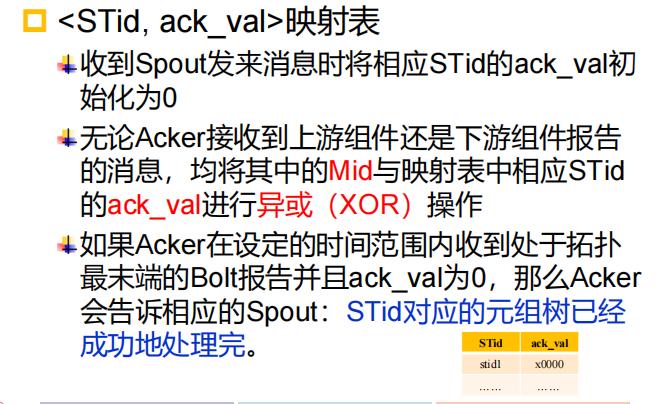 <STid, ack_val>映射表
收到Spout发来消息时将相应STid的ack_val初
始化为0
无论Acker接收到上游组件还是下游组件报告
的消息，均将其中的Mid与映射表中相应STid
的ack_val进行异或（XOR）操作
如果Acker在设定的时间范围内收到处于拓扑
最末端的Bolt报告并且ack_val为0，那么Acker
会告诉相应的Spout：STid对应的元组树已经
成功地处理完。
STid ack_val
stid1 x0000
…… ……